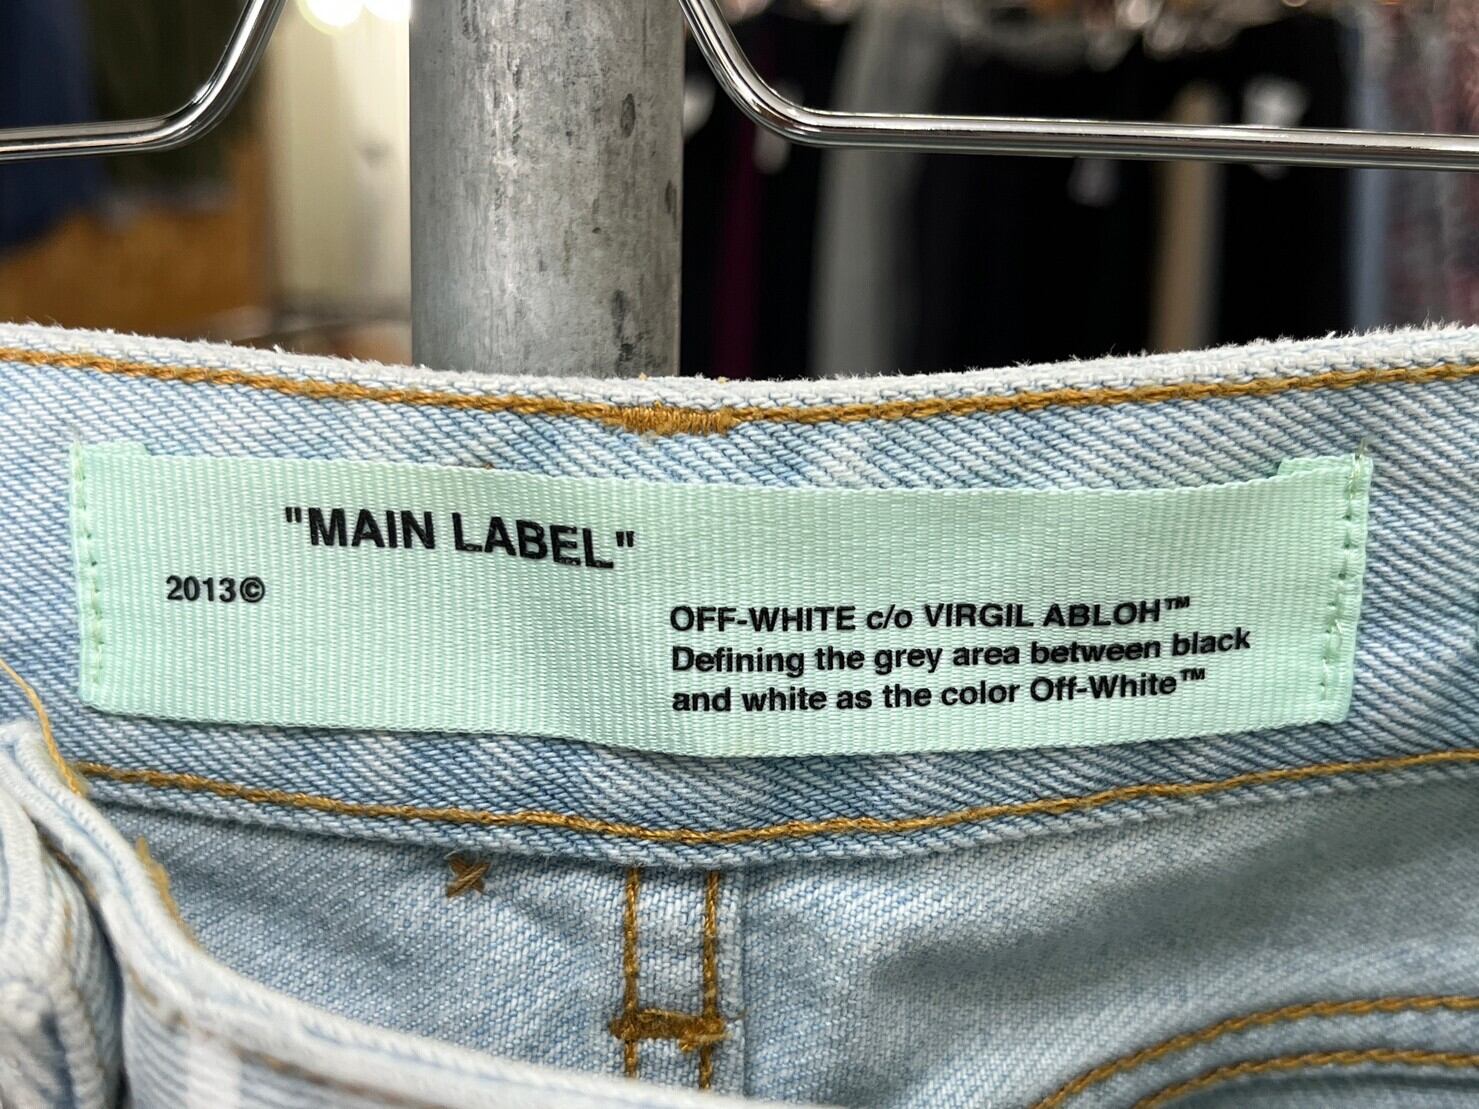 "MAIN LABEL"
2013©
OFF-WHITE c/o VIRGIL ABLOH™
Defining the grey area between black
and white as the color Off-White™